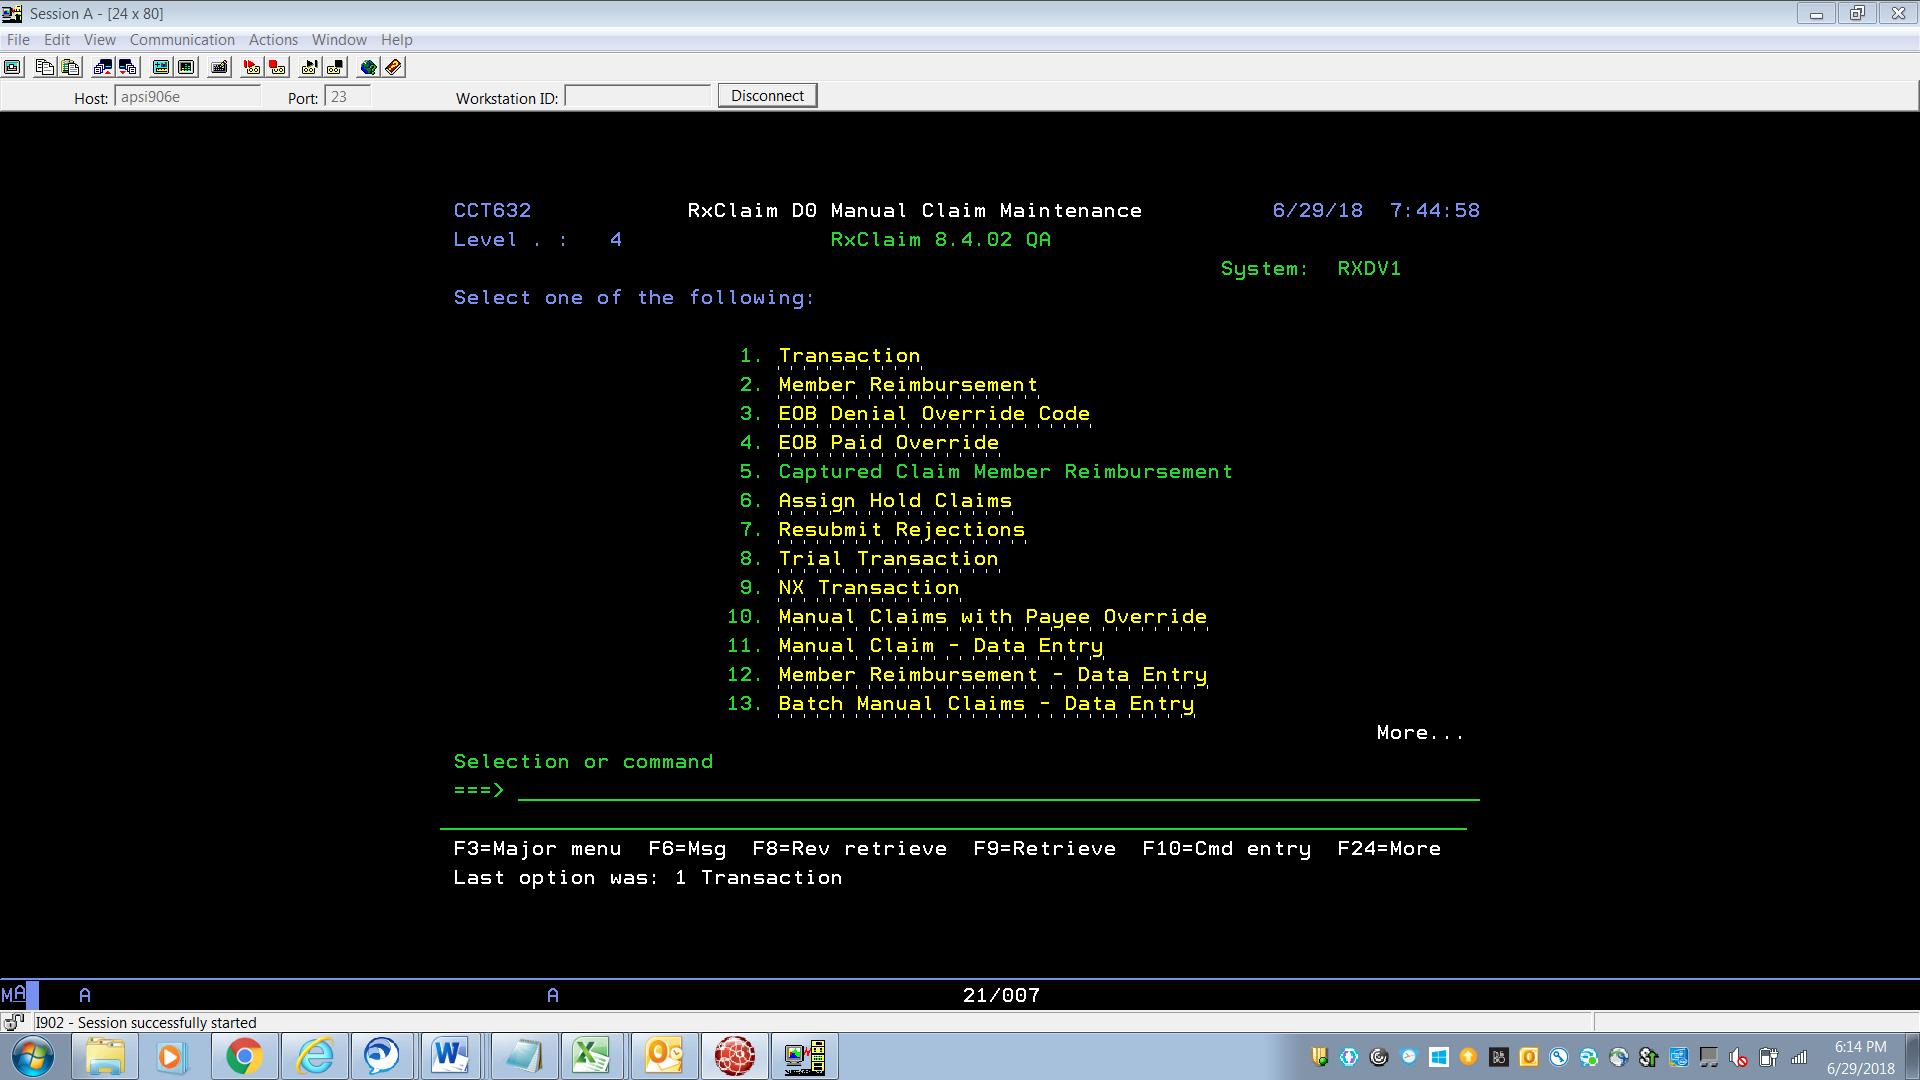 Session A - [24 x 80]
File Edit View Communication Actions Window Help
Host: apsi906e Port: 23 Workstation ID: Disconnect
CCT632 RxClaim D0 Manual Claim Maintenance 6/29/18 7:44:58
Level . : 4 RxClaim 8.4.02 QA
System: RXDV1
Select one of the following:
1. Transaction
2. Member Reimbursement
3. EOB Denial Override Code
4. EOB Paid Override
5. Captured Claim Member Reimbursement
6. Assign Hold Claims
7. Resubmit Rejections
8. Trial Transaction
9. NX Transaction
10. Manual Claims with Payee Override
11. Manual Claim - Data Entry
12. Member Reimbursement - Data Entry
13. Batch Manual Claims - Data Entry
More...
Selection or command
===>
F3=Major menu F6=Msg F8=Rev retrieve F9=Retrieve F10=Cmd entry F24=More
Last option was: 1 Transaction
MA A A 21/007
I902 - Session successfully started
6:14 PM
6/29/2018